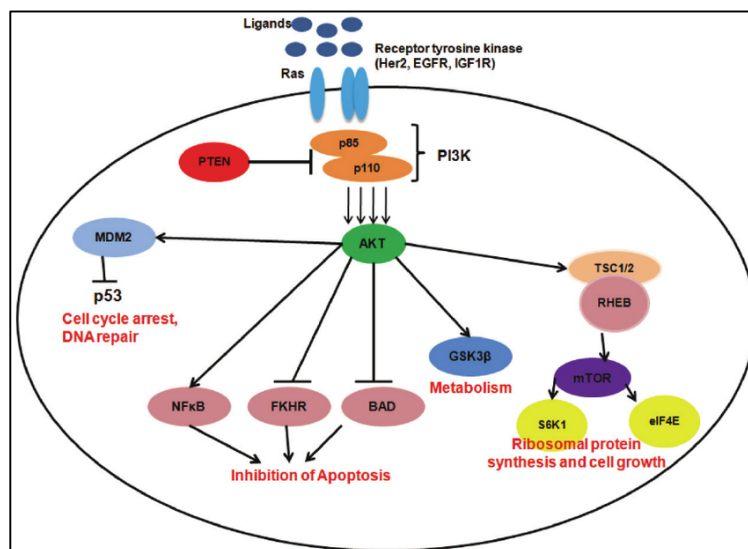 Ligands
Receptor tyrosine kinase
(Her2, EGFR, IGF1R)
Ras
p85
PTEN
p110
PI3K
MDM2
AKT
TSC1/2
p53
RHEB
Cell cycle arrest,
DNA repair
GSK3β
mTOR
Metabolism
NFκB
FKHR
BAD
S6K1
eIF4E
Ribosomal protein
synthesis and cell growth
Inhibition of Apoptosis